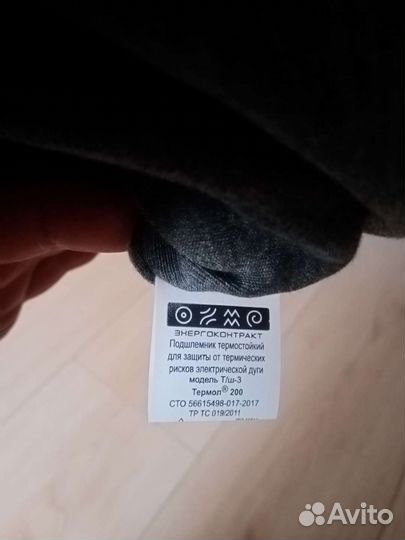 ЭНЕРГОКОНТРАКТ
Подшлемник термостойкий
для защиты от термических
рисков электрической дуги
модель Т/ш-3
Термол® 200
СТО 56615498-017-2017
ТР ТС 019/2011
Avito